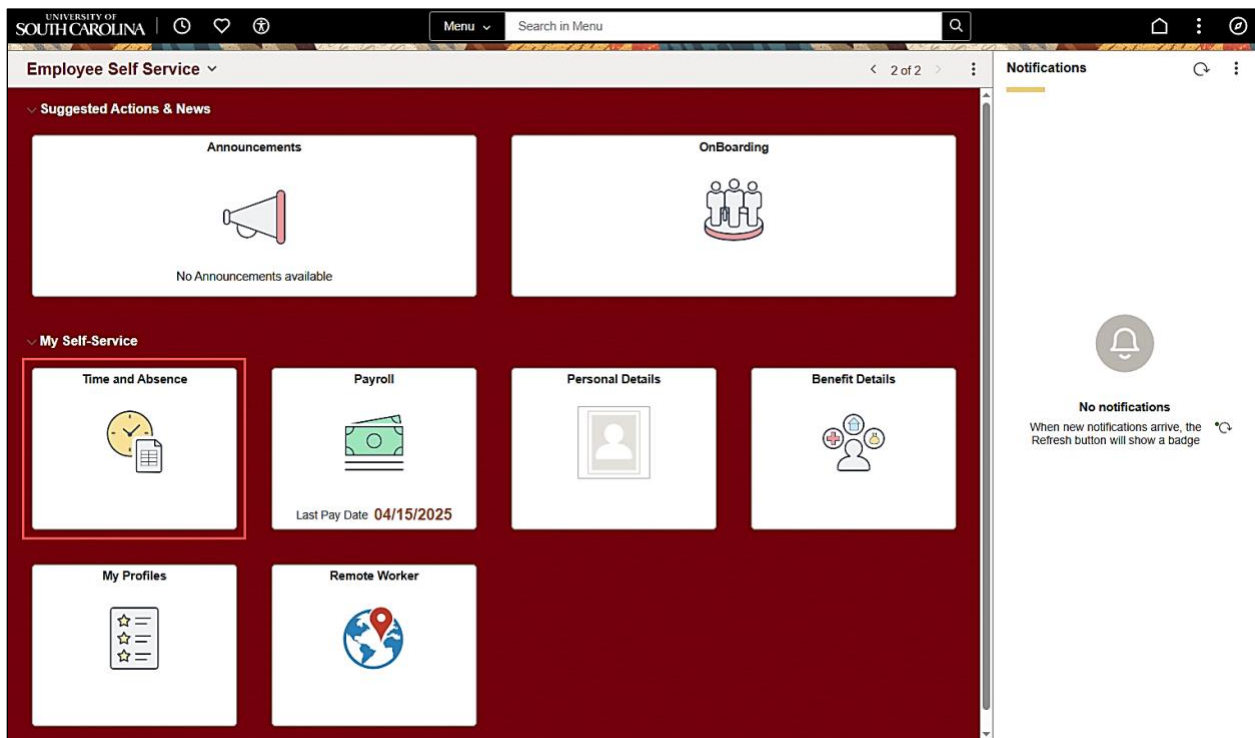 UNIVERSITY OF
SOUTH CAROLINA
Menu
Search in Menu
Employee Self Service
2 of 2
Notifications
Suggested Actions & News
Announcements
No Announcements available
OnBoarding
My Self-Service
Time and Absence
Payroll
Last Pay Date 04/15/2025
Personal Details
Benefit Details
My Profiles
Remote Worker
No notifications
When new notifications arrive, the
Refresh button will show a badge